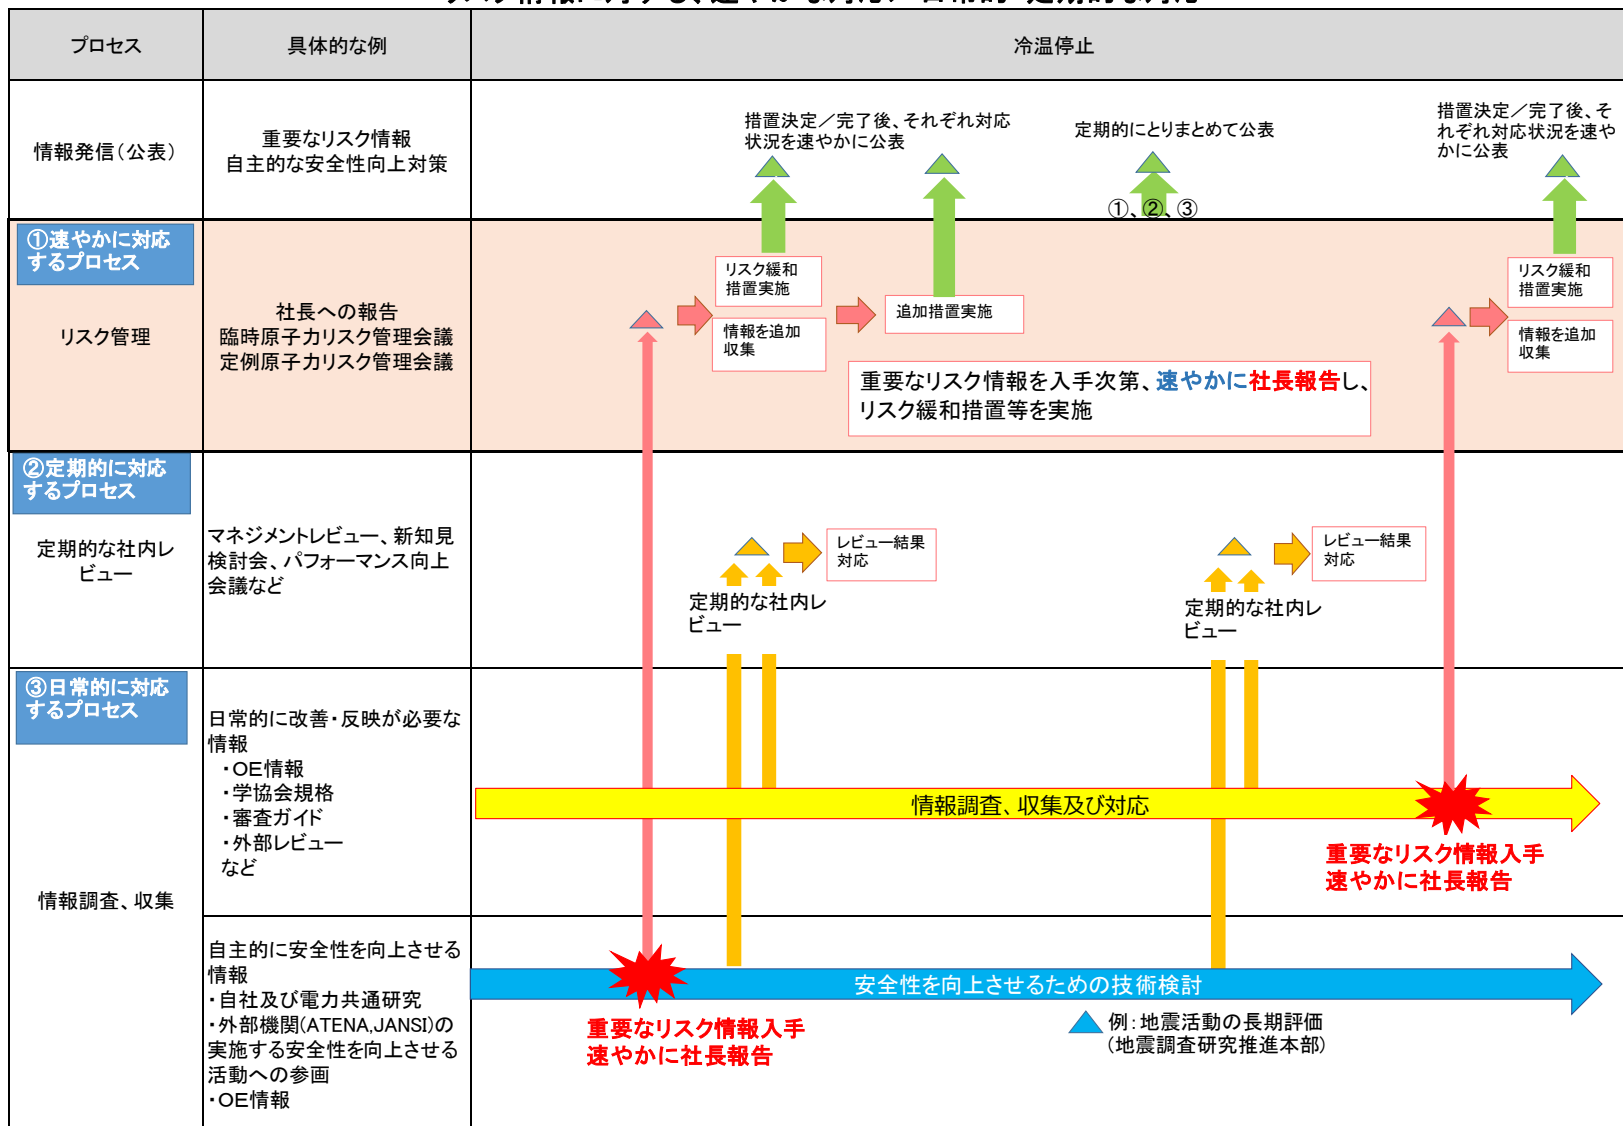 リスク情報に対する、速やかな対応／日常的・定期的な対応
プロセス
具体的な例
冷温停止
情報発信（公表）
重要なリスク情報
自主的な安全性向上対策
措置決定／完了後、それぞれ対応
状況を速やかに公表
定期的にとりまとめて公表
措置決定／完了後、そ
れぞれ対応状況を速や
かに公表
①、②、③
①速やかに対応
するプロセス
リスク管理
社長への報告
臨時原子力リスク管理会議
定例原子力リスク管理会議
リスク緩和
措置実施
情報を追加
収集
追加措置実施
リスク緩和
措置実施
情報を追加
収集
重要なリスク情報を入手次第、速やかに社長報告し、
リスク緩和措置等を実施
②定期的に対応
するプロセス
定期的な社内レ
ビュー
マネジメントレビュー、新知見
検討会、パフォーマンス向上
会議など
レビュー結果
対応
定期的な社内レ
ビュー
レビュー結果
対応
定期的な社内レ
ビュー
③日常的に対応
するプロセス
情報調査、収集
日常的に改善・反映が必要な
情報
・OE情報
・学協会規格
・審査ガイド
・外部レビュー
など
情報調査、収集及び対応
重要なリスク情報入手
速やかに社長報告
自主的に安全性を向上させる
情報
・自社及び電力共通研究
・外部機関(ATENA,JANSI)の
実施する安全性を向上させる
活動への参画
・OE情報
安全性を向上させるための技術検討
重要なリスク情報入手
速やかに社長報告
例：地震活動の長期評価
（地震調査研究推進本部）